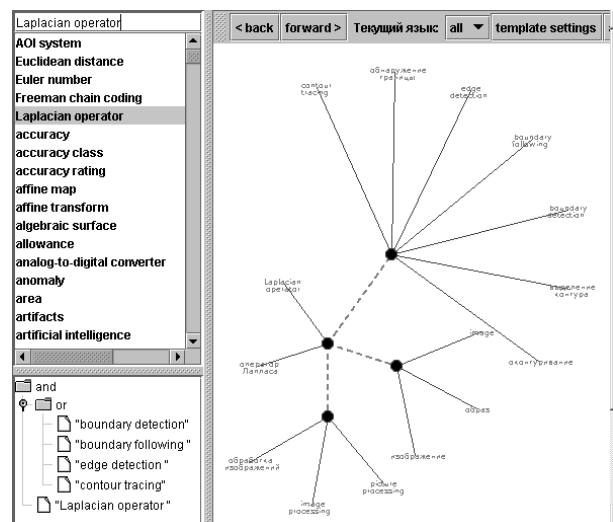 Laplacian operator
AOI system
Euclidean distance
Euler number
Freeman chain coding
Laplacian operator
accuracy
accuracy class
accuracy rating
affine map
affine transform
algebraic surface
allowance
analog-to-digital converter
anomaly
area
artifacts
artificial intelligence
and
or
"boundary detection"
"boundary following "
"edge detection "
"contour tracing"
"Laplacian operator"
< back forward > Текущий язык: all template settings
contour
tracing
обнаружение
границы
edge
detection
boundary
following
boundary
detection
выделение
контура
оконтуривание
Laplacian
operator
оператор
Лапласа
image
образ
изображение
обработка
изображений
image
processing
picture
processing